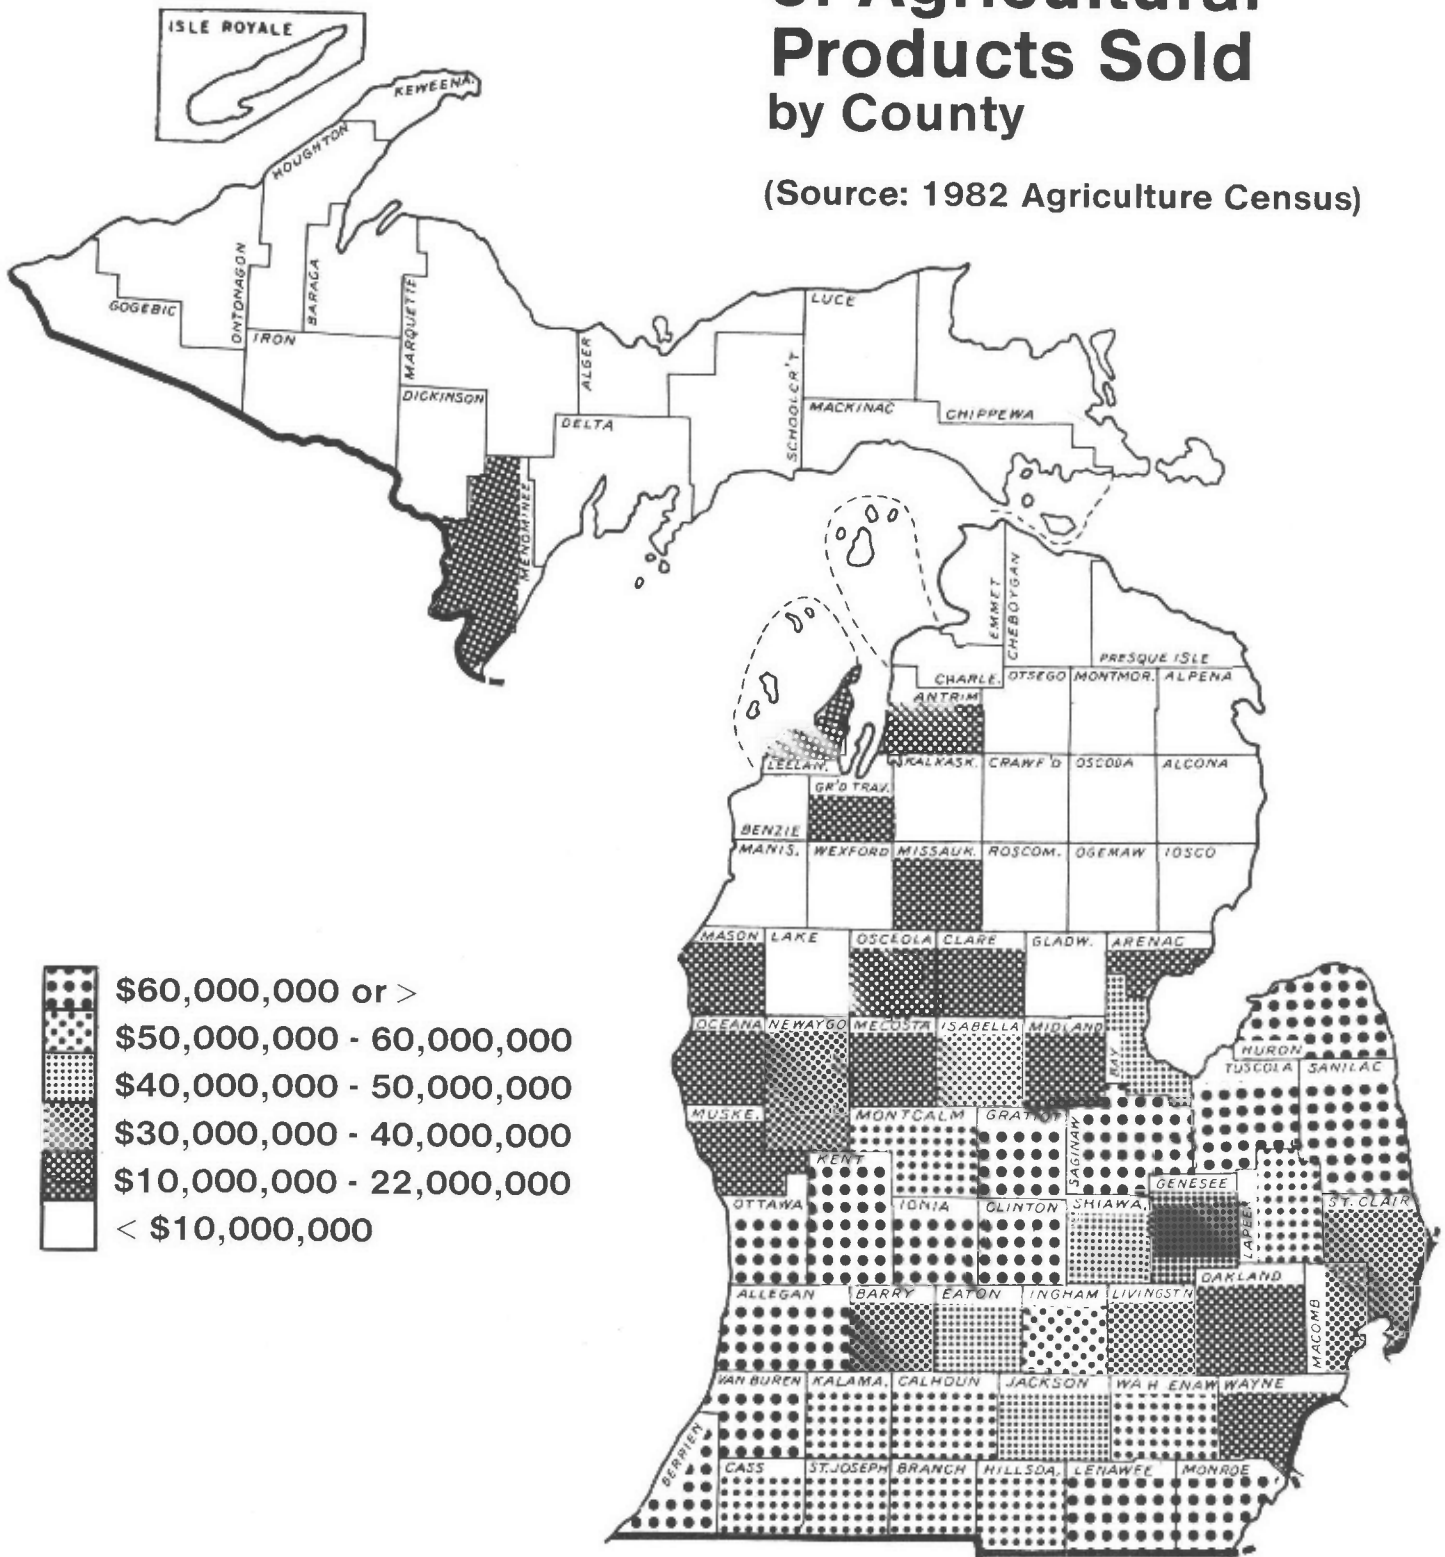 Products Sold
by County
(Source: 1982 Agriculture Census)
ISLE ROYALE
KEWEENA.
HOUGHTON
ONTONAGON
BARAGA
GOGEBIC
IRON
MARQUETTE
LUCE
ALGER
SCHOOLCR'T
DICKINSON
DELTA
MACKINAC
CHIPPEWA
MENOMINEE
EMMET
CHEBOYGAN
PRESQUE ISLE
CHARLE.
OTSEGO
MONTMOR.
ALPENA
ANTRIM
LEELAN.
KALKASK.
CRAWF'D
OSCODA
ALCONA
GR'D TRAV.
BENZIE
MANIS.
WEXFORD
MISSAUK.
ROSCOM.
OGEMAW
IOSCO
MASON
LAKE
OSCEOLA
CLARE
GLADW.
ARENAC
OCEANA
NEWAYGO
MECOSTA
ISABELLA
MIDLAND
BAY
HURON
TUSCOLA
SANILAC
MUSKE.
MONTCALM
GRATIOT
SAGINAW
KENT
GENESEE
LAPEER
ST. CLAIR
OTTAWA
IONIA
CLINTON
SHIAWA.
OAKLAND
MACOMB
ALLEGAN
BARRY
EATON
INGHAM
LIVINGSTN
VAN BUREN
KALAMA.
CALHOUN
JACKSON
WA H ENAW
WAYNE
BERRIEN
CASS
ST. JOSEPH
BRANCH
HILLSDA.
LENAWEE
MONROE
$60,000,000 or >
$50,000,000 - 60,000,000
$40,000,000 - 50,000,000
$30,000,000 - 40,000,000
$10,000,000 - 22,000,000
< $10,000,000